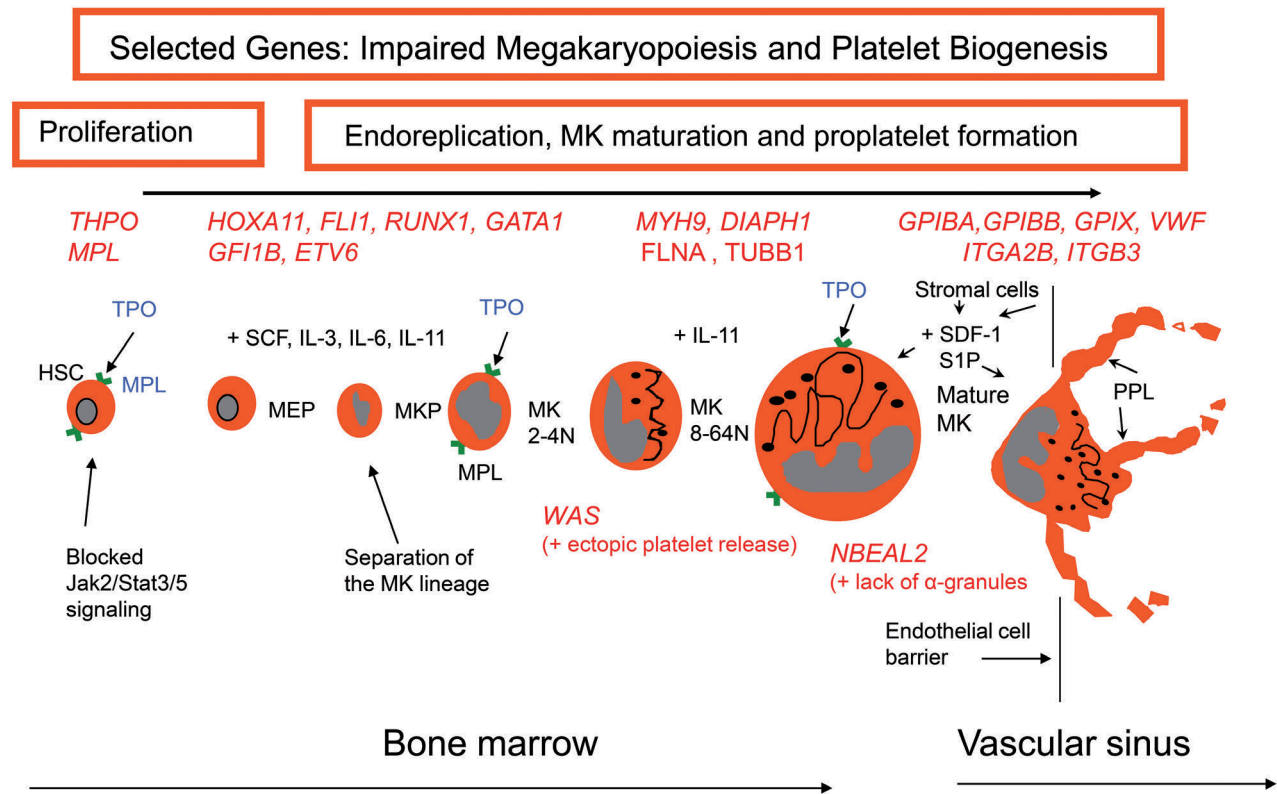 Selected Genes: Impaired Megakaryopoiesis and Platelet Biogenesis
Proliferation
Endoreplication, MK maturation and proplatelet formation
THPO
MPL
HOXA11, FLI1, RUNX1, GATA1
GFI1B, ETV6
MYH9, DIAPH1
FLNA , TUBB1
GPIBA,GPIBB, GPIX, VWF
ITGA2B, ITGB3
TPO
HSC
MPL
+ SCF, IL-3, IL-6, IL-11
TPO
MEP
MKP
MPL
MK
2-4N
+ IL-11
MK
8-64N
TPO
Stromal cells
+ SDF-1
S1P
Mature
MK
PPL
Blocked
Jak2/Stat3/5
signaling
Separation of
the MK lineage
WAS
(+ ectopic platelet release)
NBEAL2
(+ lack of α-granules
Endothelial cell
barrier
Bone marrow
Vascular sinus